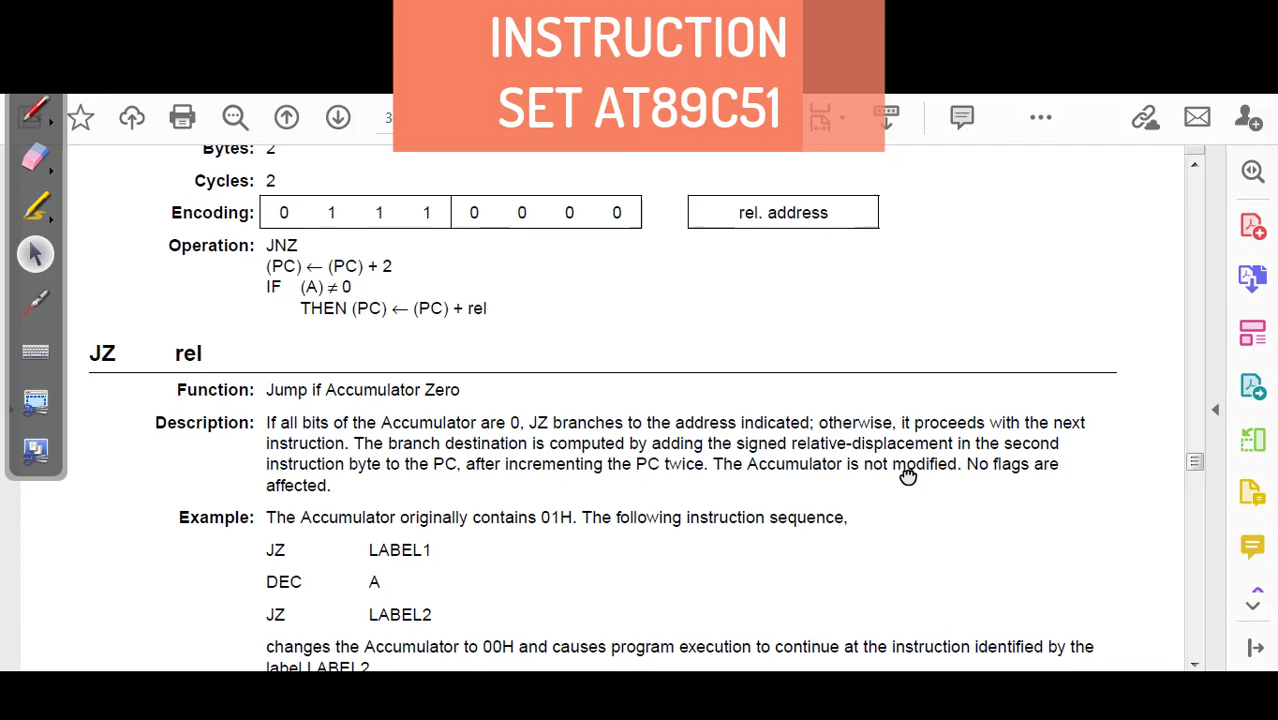 INSTRUCTION
SET AT89C51
3
Bytes: 2
Cycles: 2
Encoding: 0 1 1 1 0 0 0 0 rel. address
Operation: JNZ
(PC) ← (PC) + 2
IF (A) ≠ 0
THEN (PC) ← (PC) + rel
JZ rel
Function: Jump if Accumulator Zero
Description: If all bits of the Accumulator are 0, JZ branches to the address indicated; otherwise, it proceeds with the next
instruction. The branch destination is computed by adding the signed relative-displacement in the second
instruction byte to the PC, after incrementing the PC twice. The Accumulator is not modified. No flags are
affected.
Example: The Accumulator originally contains 01H. The following instruction sequence,
JZ LABEL1
DEC A
JZ LABEL2
changes the Accumulator to 00H and causes program execution to continue at the instruction identified by the
label LABEL2